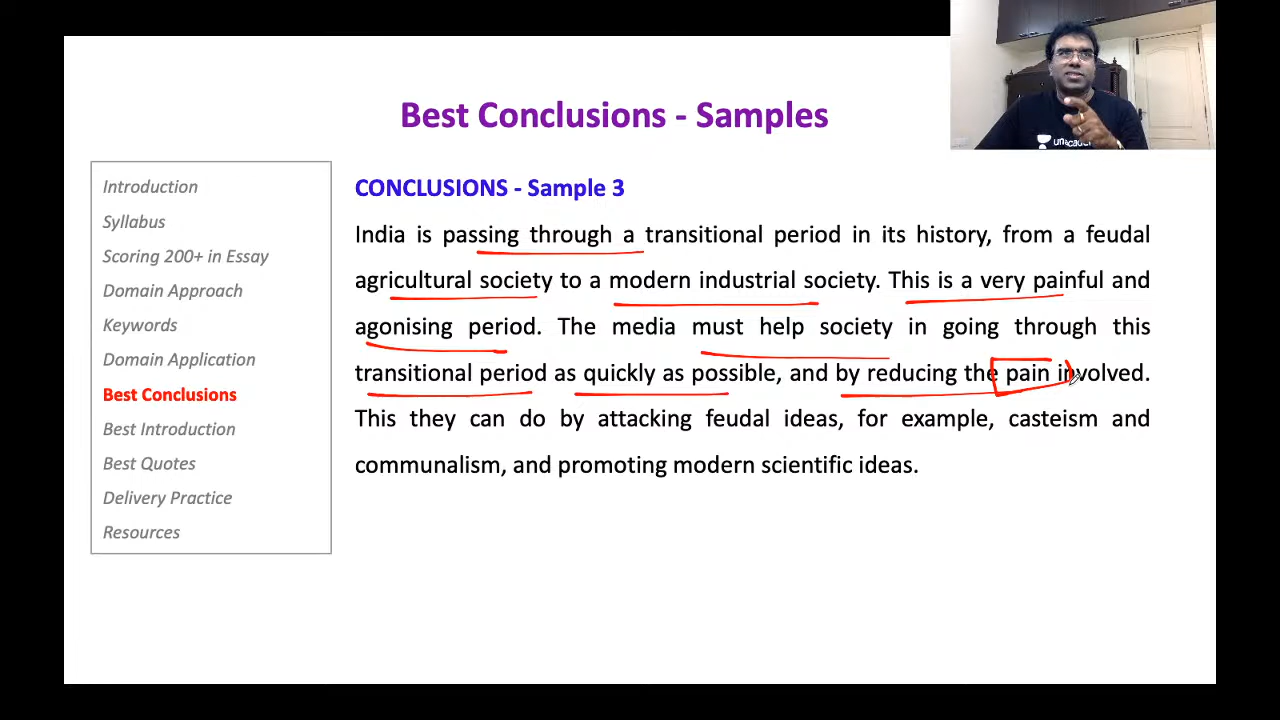 Best Conclusions - Samples
Introduction
Syllabus
Scoring 200+ in Essay
Domain Approach
Keywords
Domain Application
Best Conclusions
Best Introduction
Best Quotes
Delivery Practice
Resources
CONCLUSIONS - Sample 3
India is passing through a transitional period in its history, from a feudal
agricultural society to a modern industrial society. This is a very painful and
agonising period. The media must help society in going through this
transitional period as quickly as possible, and by reducing the pain involved.
This they can do by attacking feudal ideas, for example, casteism and
communalism, and promoting modern scientific ideas.